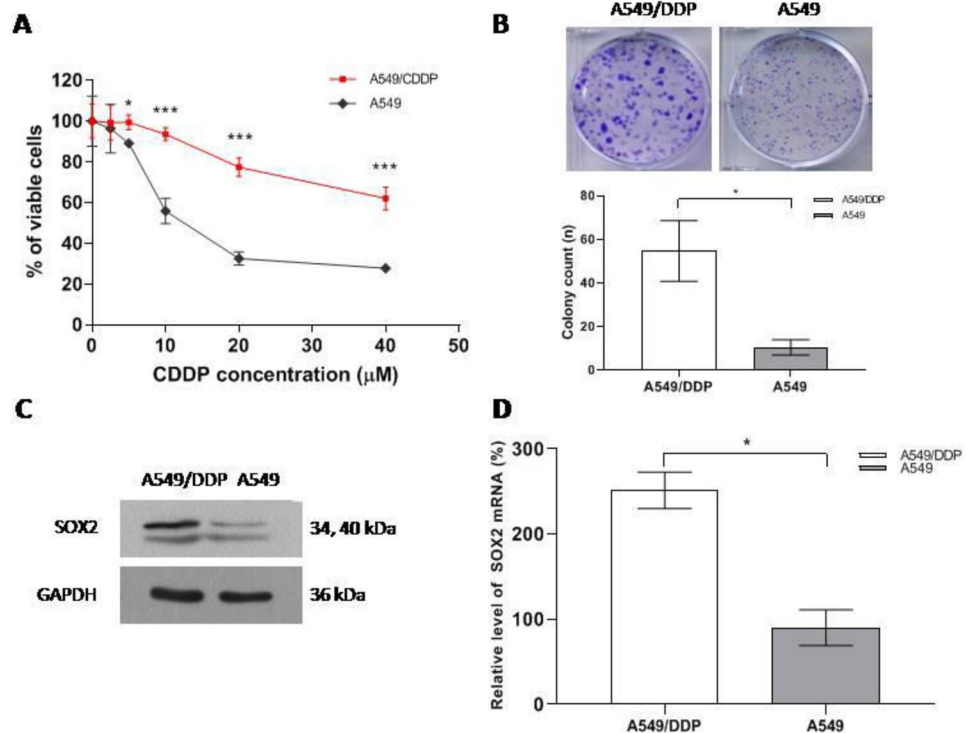 A
120
100
80
60
40
20
0
% of viable cells
A549/CDDP
A549
*
***
***
***
0 10 20 30 40 50
CDDP concentration (µM)
B
A549/DDP A549
80
60
40
20
0
Colony count (n)
*
A549/DDP
A549
A549/DDP A549
C
A549/DDP A549
SOX2 34, 40 kDa
GAPDH 36 kDa
D
300
200
100
0
Relative level of SOX2 mRNA (%)
*
A549/DDP
A549
A549/DDP A549